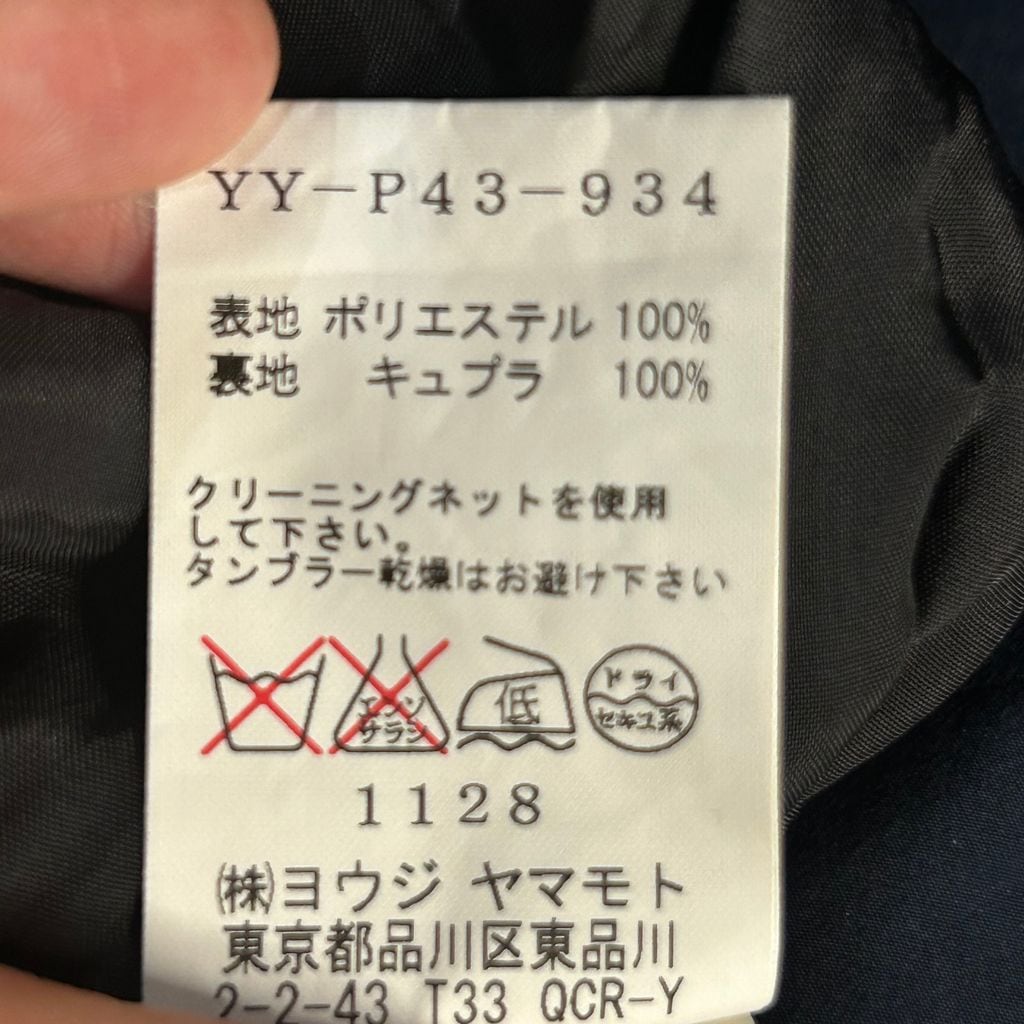 YY-P43-934
表地 ポリエステル 100%
裏地 キュプラ 100%
クリーニングネットを使用
して下さい。
タンブラー乾燥はお避け下さい
エンソ
サラシ
低
ドライ
セキユ系
1128
㈱ヨウジ ヤマモト
東京都品川区東品川
2-2-43 T33 QCR-Y